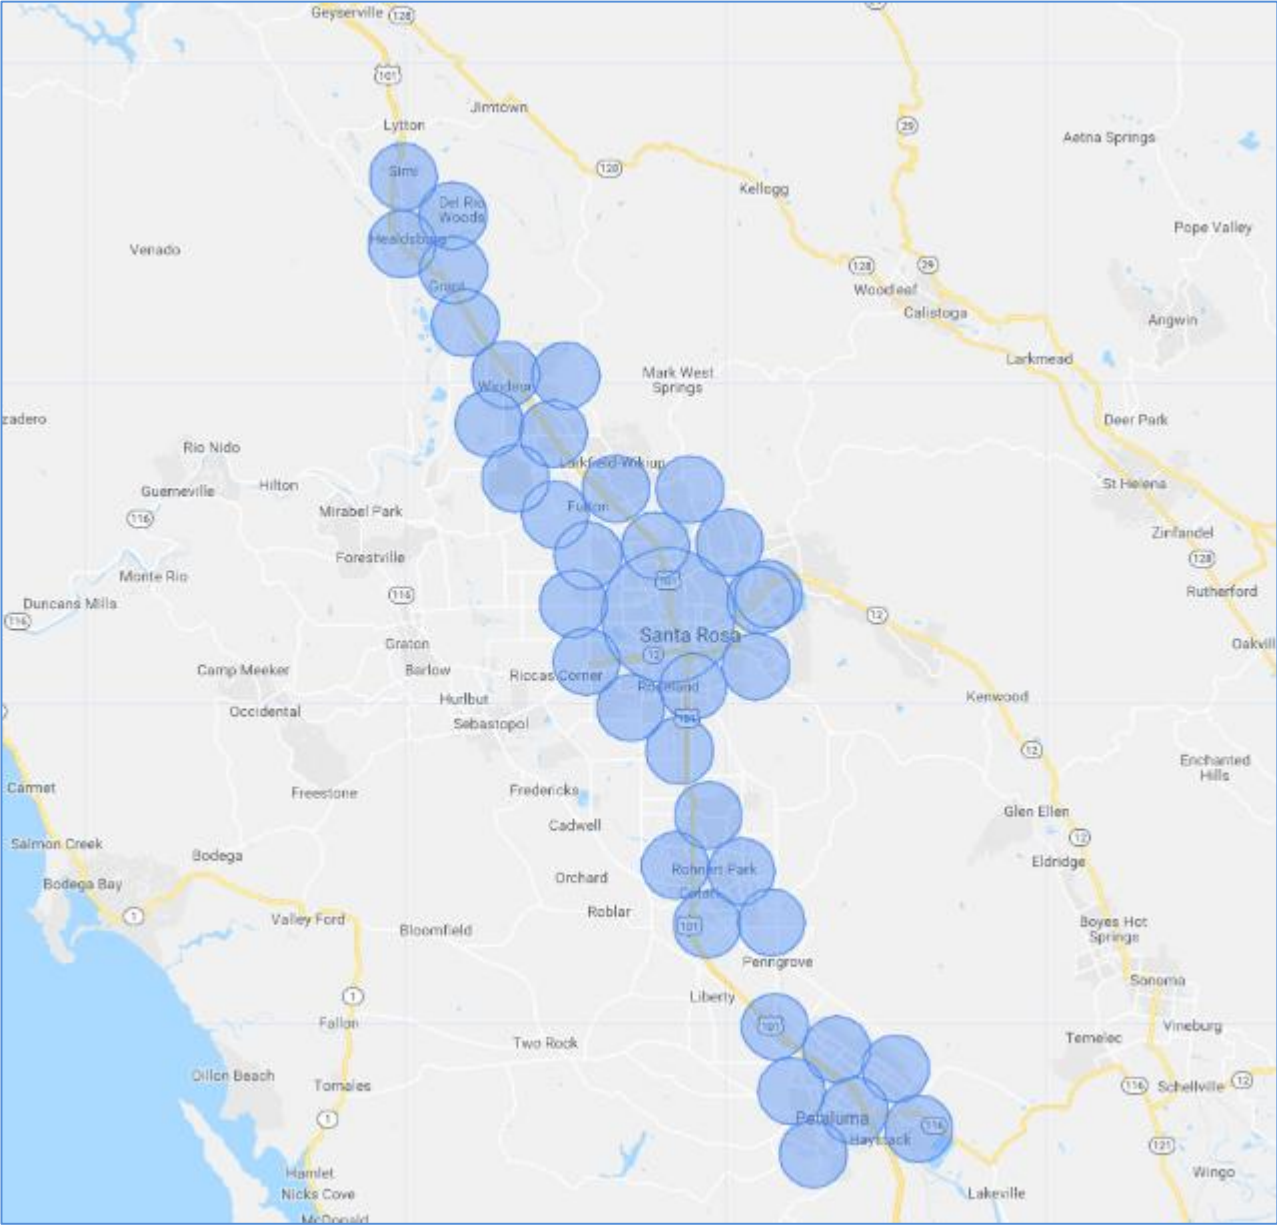 Geyserville
128
101
Jimtown
Lytton
29
Aetna Springs
128
Simi
Kellogg
Del Rio
Woods
Pope Valley
Healdsburg
Venado
128
29
Grant
Woodleaf
Calistoga
Angwin
Larkmead
Mark West
Springs
Windsor
zadero
Deer Park
Rio Nido
Larkfield-Wikiup
Hilton
St Helena
Guerneville
Mirabel Park
Fulton
116
Zinfandel
Forestville
128
Monte Rio
101
Rutherford
116
Duncans Mills
12
116
Santa Rosa
Graton
Oakvill
12
Camp Meeker
Barlow
Riccas Corner
Roseland
Hurlbut
Kenwood
Occidental
101
Sebastopol
12
Enchanted
Hills
Carmet
Freestone
Fredericks
Glen Ellen
Cadwell
12
Salmon Creek
Bodega
Eldridge
Rohnert Park
Bodega Bay
Orchard
Cotati
1
Valley Ford
Roblar
Boyes Hot
Springs
Bloomfield
101
Penngrove
Sonoma
Liberty
1
Fallon
101
Vineburg
Two Rock
Temelec
Dillon Beach
Tomales
116
Schellville
12
1
Petaluma
116
Haystack
121
Hamlet
Wingo
Nicks Cove
Lakeville
McDonald